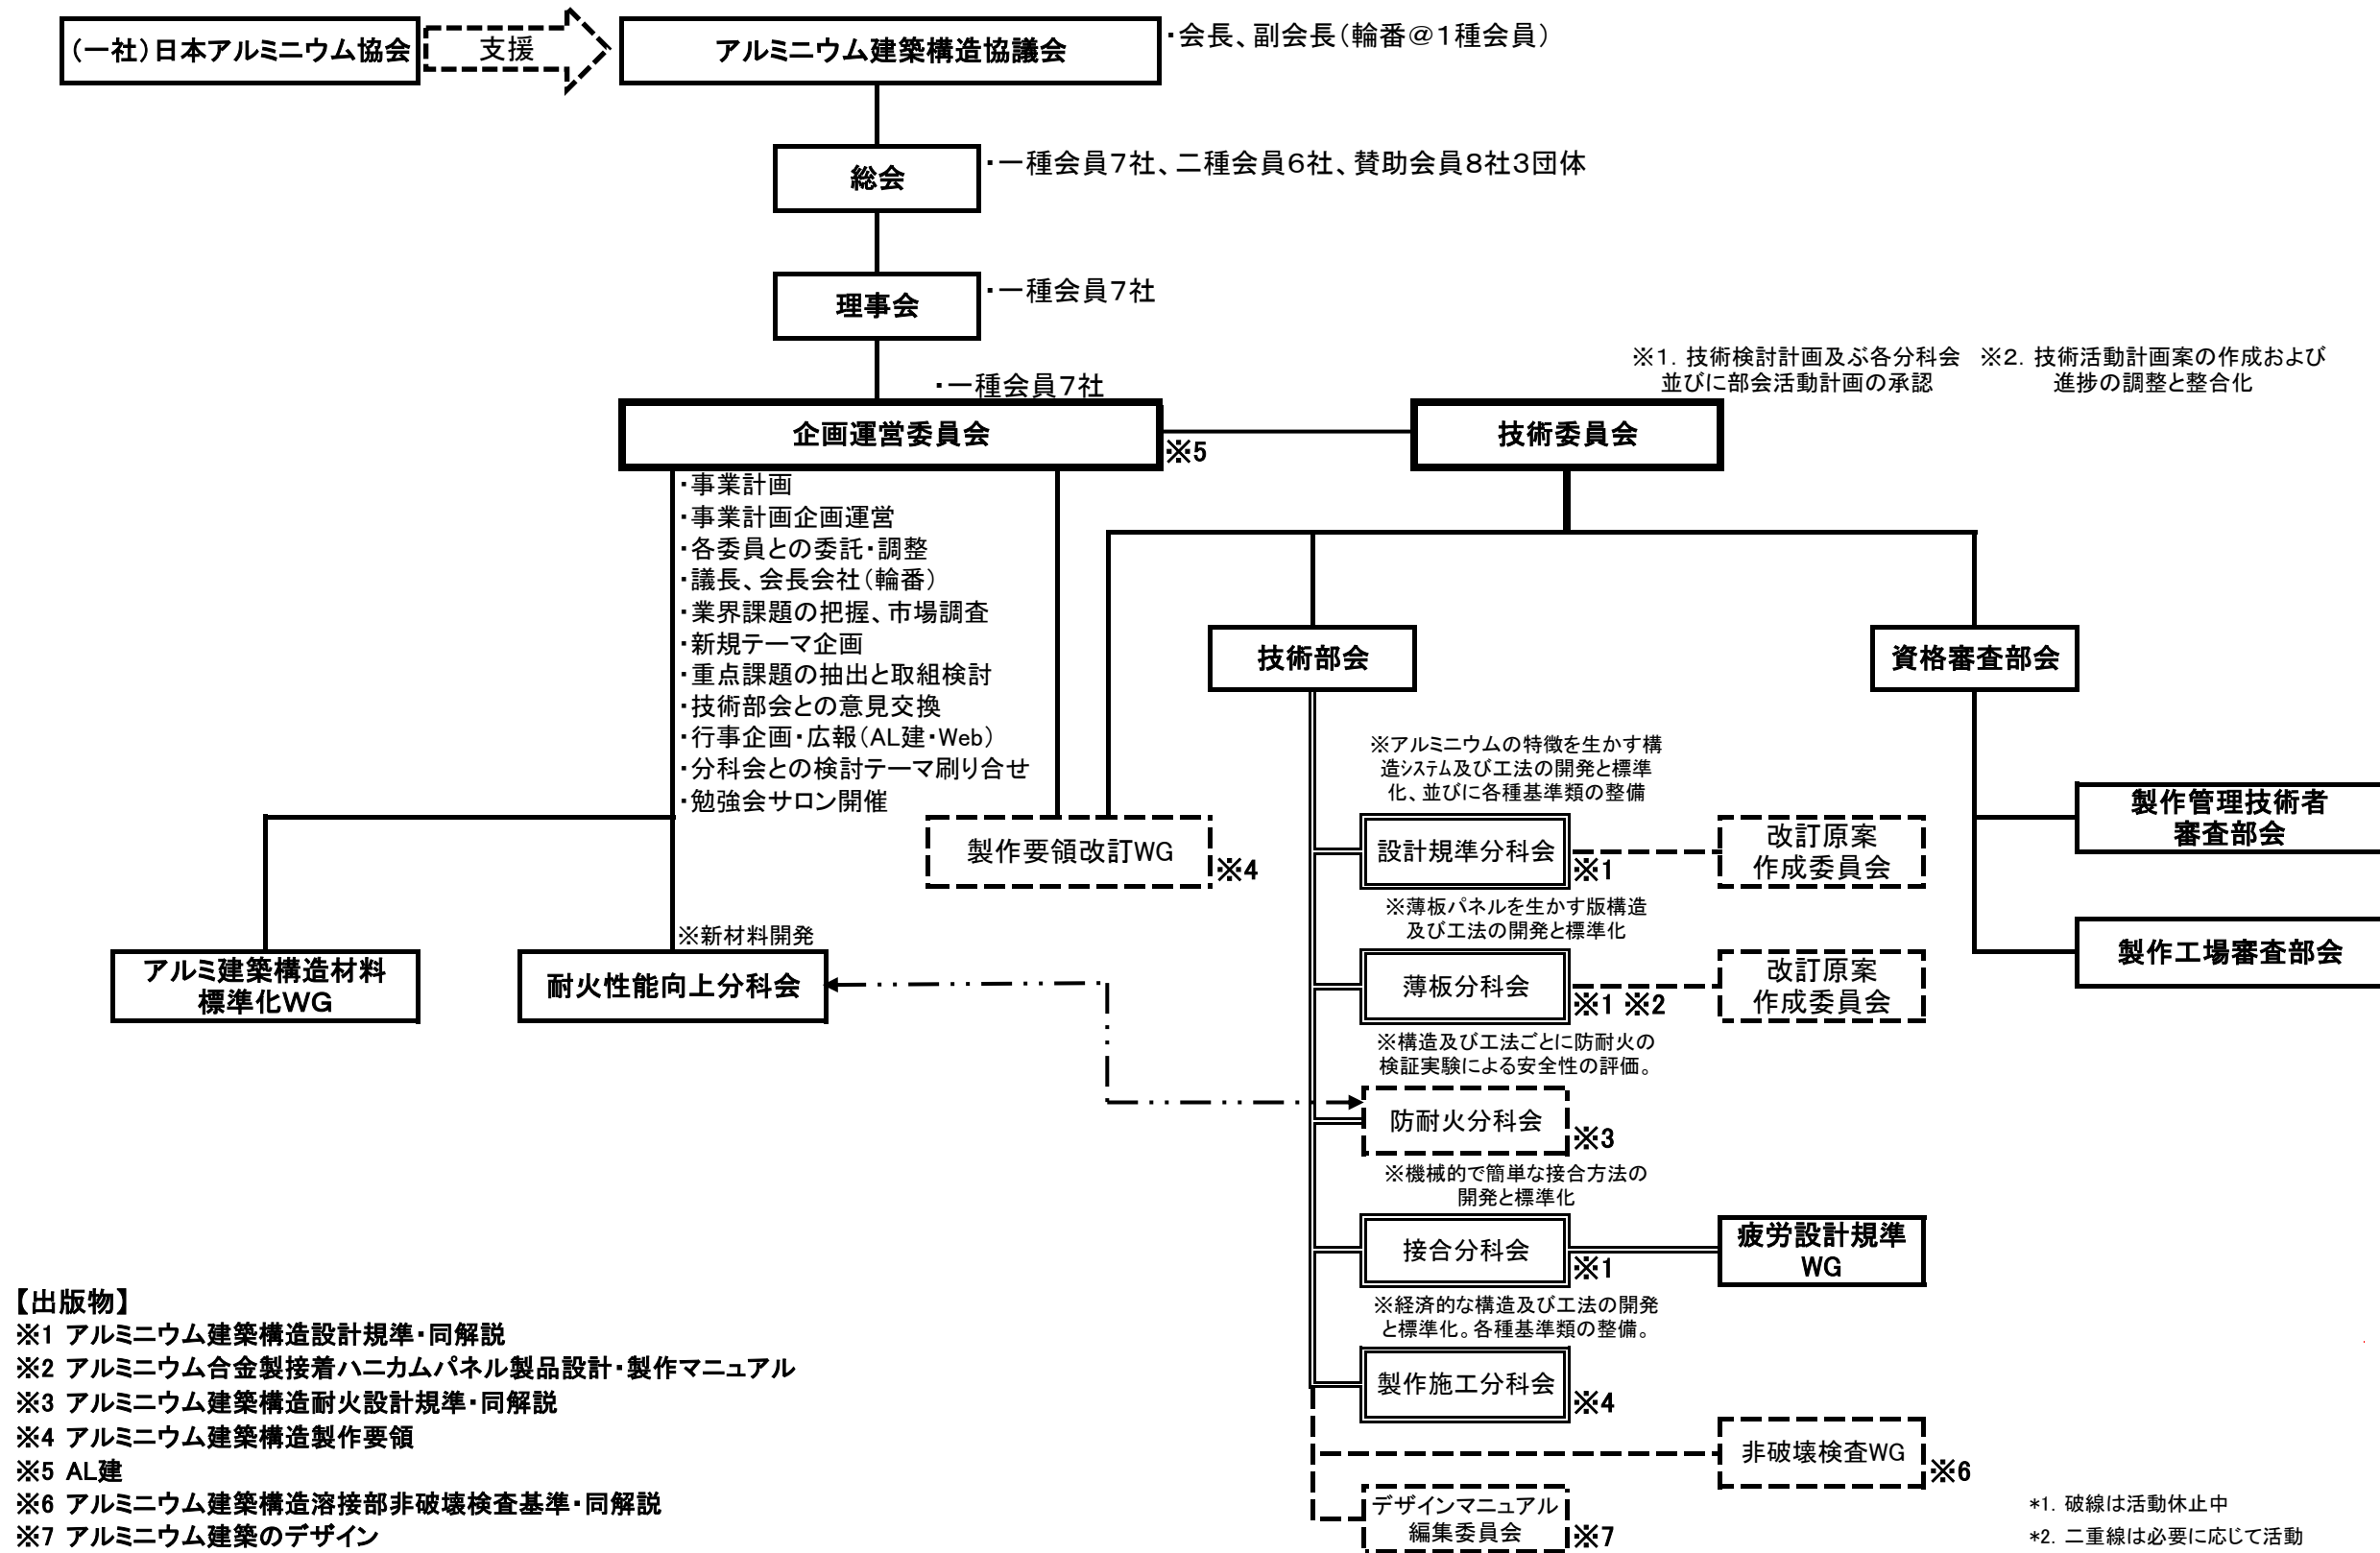 （一社）日本アルミニウム協会
支援
アルミニウム建築構造協議会
・会長、副会長（輪番＠１種会員）
総会
・一種会員7社、二種会員6社、賛助会員8社3団体
理事会
・一種会員7社
・一種会員7社
※1. 技術検討計画及ぶ各分科会
並びに部会活動計画の承認
※2. 技術活動計画案の作成および
進捗の調整と整合化
企画運営委員会
※5
技術委員会
・事業計画
・事業計画企画運営
・各委員との委託・調整
・議長、会長会社（輪番）
・業界課題の把握、市場調査
・新規テーマ企画
・重点課題の抽出と取組検討
・技術部会との意見交換
・行事企画・広報（AL建・Web）
・分科会との検討テーマ刷り合せ
・勉強会サロン開催
技術部会
資格審査部会
※アルミニウムの特徴を生かす構
造システム及び工法の開発と標準
化、並びに各種基準類の整備
製作要領改訂WG
※4
設計規準分科会
※1
改訂原案
作成委員会
製作管理技術者
審査部会
※薄板パネルを生かす版構造
及び工法の開発と標準化
※新材料開発
アルミ建築構造材料
標準化WG
耐火性能向上分科会
薄板分科会
※1 ※2
改訂原案
作成委員会
製作工場審査部会
※構造及び工法ごとに防耐火の
検証実験による安全性の評価。
防耐火分科会
※3
※機械的で簡単な接合方法の
開発と標準化
接合分科会
※1
疲労設計規準
WG
※経済的な構造及び工法の開発
と標準化。各種基準類の整備。
製作施工分科会
※4
非破壊検査WG
※6
デザインマニュアル
編集委員会
※7
【出版物】
※1 アルミニウム建築構造設計規準・同解説
※2 アルミニウム合金製接着ハニカムパネル製品設計・製作マニュアル
※3 アルミニウム建築構造耐火設計規準・同解説
※4 アルミニウム建築構造製作要領
※5 AL建
※6 アルミニウム建築構造溶接部非破壊検査基準・同解説
※7 アルミニウム建築のデザイン
*1. 破線は活動休止中
*2. 二重線は必要に応じて活動